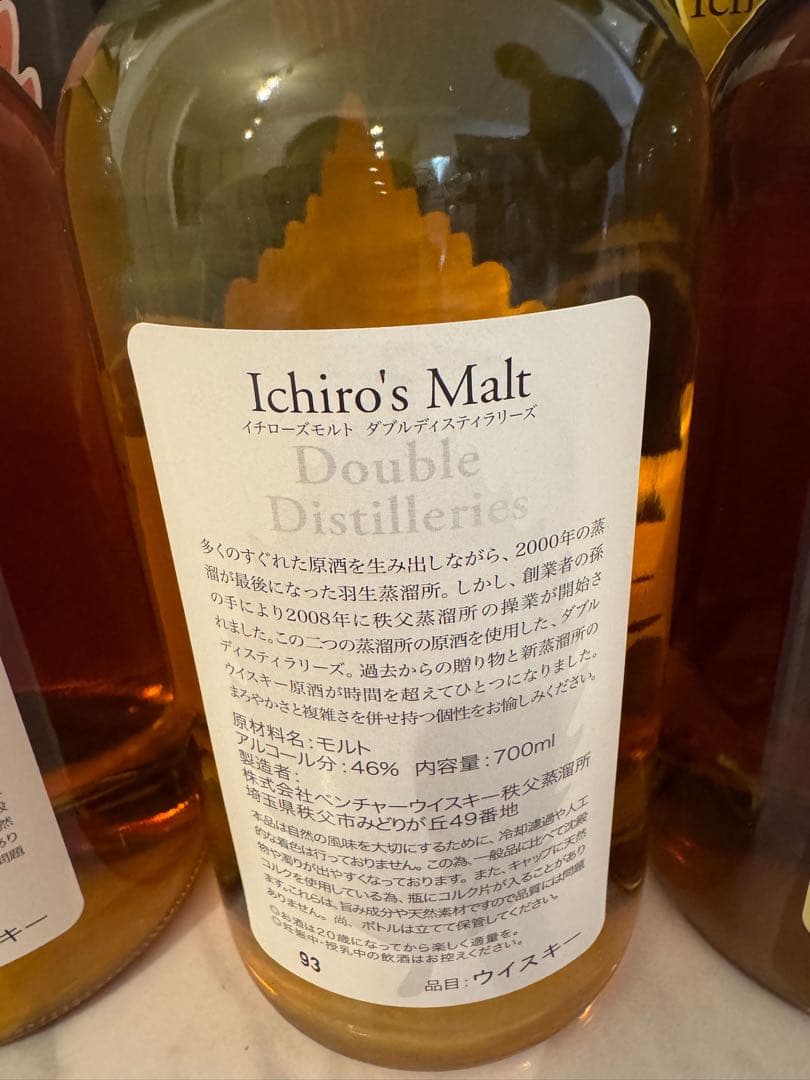 Ich
Ichiro's Malt
イチローズモルト ダブルディスティラリーズ
Double
Distilleries
多くのすぐれた原酒を生み出しながら、2000年の蒸
溜が最後になった羽生蒸溜所。しかし、創業者の孫
の手により2008年に秩父蒸溜所の操業が開始さ
れました。この二つの蒸溜所の原酒を使用した、ダブル
ディスティラリーズ。過去からの贈り物と新蒸溜所の
ウイスキー原酒が時間を超えてひとつになりました。
まろやかさと複雑さを併せ持つ個性をお愉しみください。
原材料名：モルト
アルコール分：46% 内容量：700ml
製造者：
株式会社ベンチャーウイスキー秩父蒸溜所
埼玉県秩父市みどりが丘49番地
本品は自然の風味を大切にするために、冷却濾過や人工
的な着色は行っておりません。この為、一般品に比べて沈殿
物や濁りが出やすくなっております。また、キャップに天然
コルクを使用している為、瓶にコルク片が入ることがあり
ます。これらは、旨み成分や天然素材ですので品質には問題
ありません。尚、ボトルは立てて保管してください。
◎お酒は20歳になってから楽しく適量を。
◎妊娠中・授乳中の飲酒はお控えください。
93
品目：ウイスキー
然
あり
問題
スキー